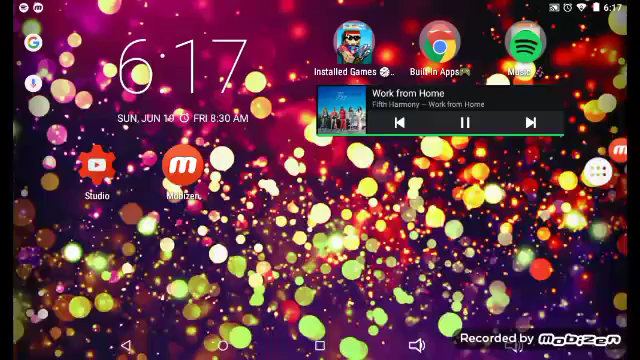 6:17
6:17
SUN, JUN 19 FRI 8:30 AM
Installed Games
Built In Apps
Music
Work from Home
Fifth Harmony – Work from Home
Studio
Mobizen
Recorded by Mobizen